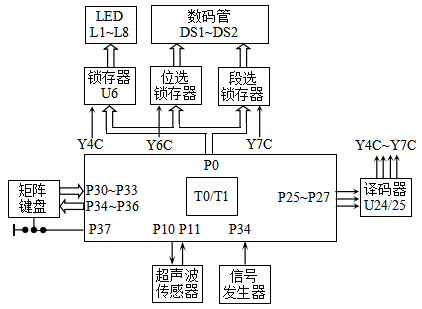 LED
L1~L8
数码管
DS1~DS2
锁存器
U6
位选
锁存器
段选
锁存器
Y4C
Y6C
Y7C
Y4C~Y7C
P0
矩阵
键盘
P30~P33
P34~P36
T0/T1
P25~P27
译码器
U24/25
P37
P10
P11
P34
超声波
传感器
信号
发生器